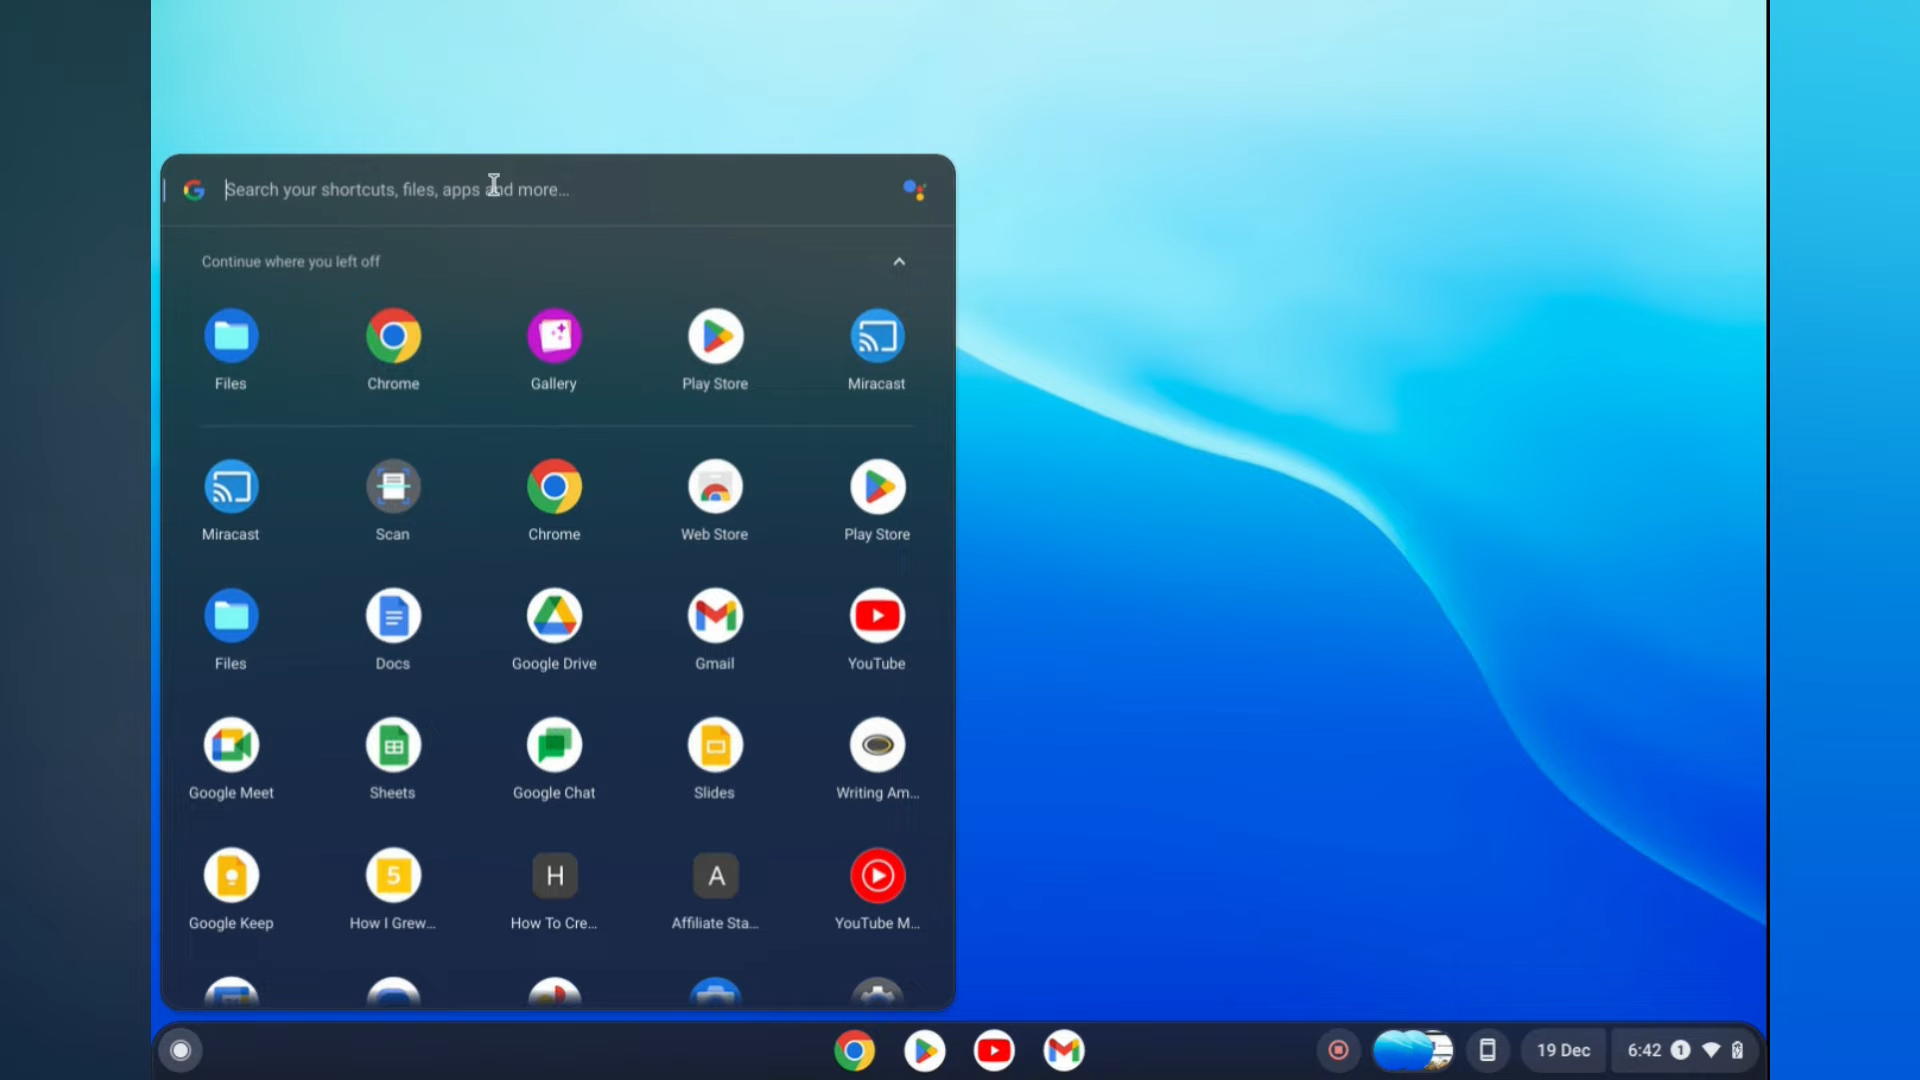 Search your shortcuts, files, apps and more...
Continue where you left off
Files Chrome Gallery Play Store Miracast
Miracast Scan Chrome Web Store Play Store
Files Docs Google Drive Gmail YouTube
Google Meet Sheets Google Chat Slides Writing Am...
5 H A
Google Keep How I Grew... How To Cre... Affiliate Sta... YouTube M...
19 Dec 6:42 1